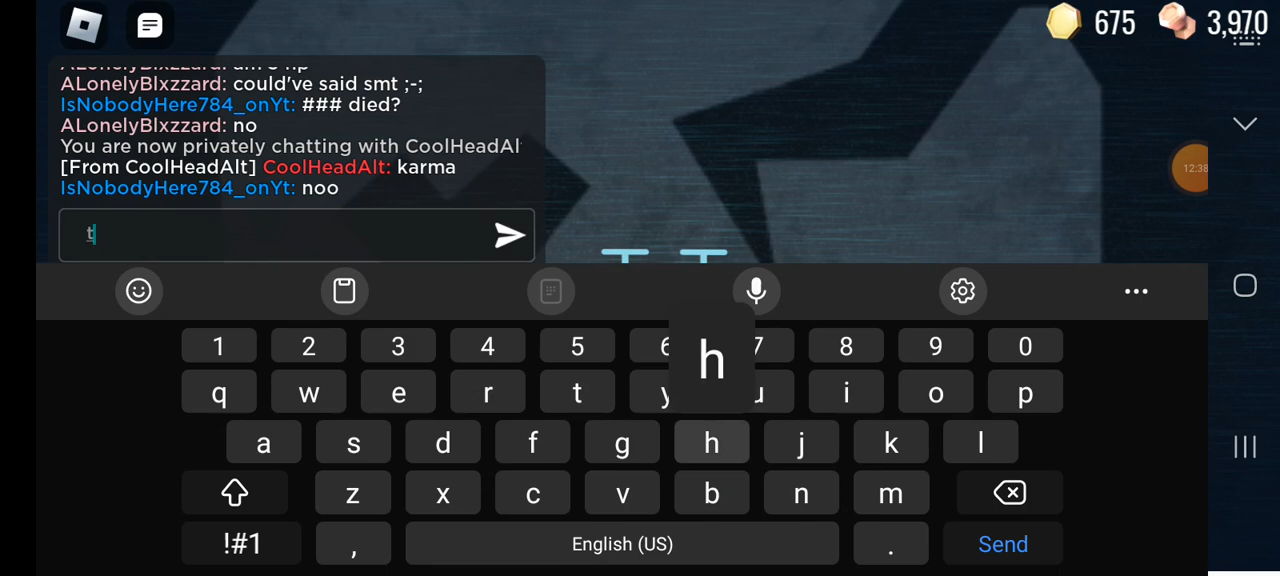 675 3,970
ALonelyBlxzzard:
ALonelyBlxzzard: could've said smt ;-;
IsNobodyHere784_onYt: ### died?
ALonelyBlxzzard: no
You are now privately chatting with CoolHeadAl
[From CoolHeadAlt] CoolHeadAlt: karma
IsNobodyHere784_onYt: noo
12:38
t
h
1 2 3 4 5 6 7 8 9 0
q w e r t y u i o p
a s d f g h j k l
z x c v b n m
!#1 , English (US) . Send